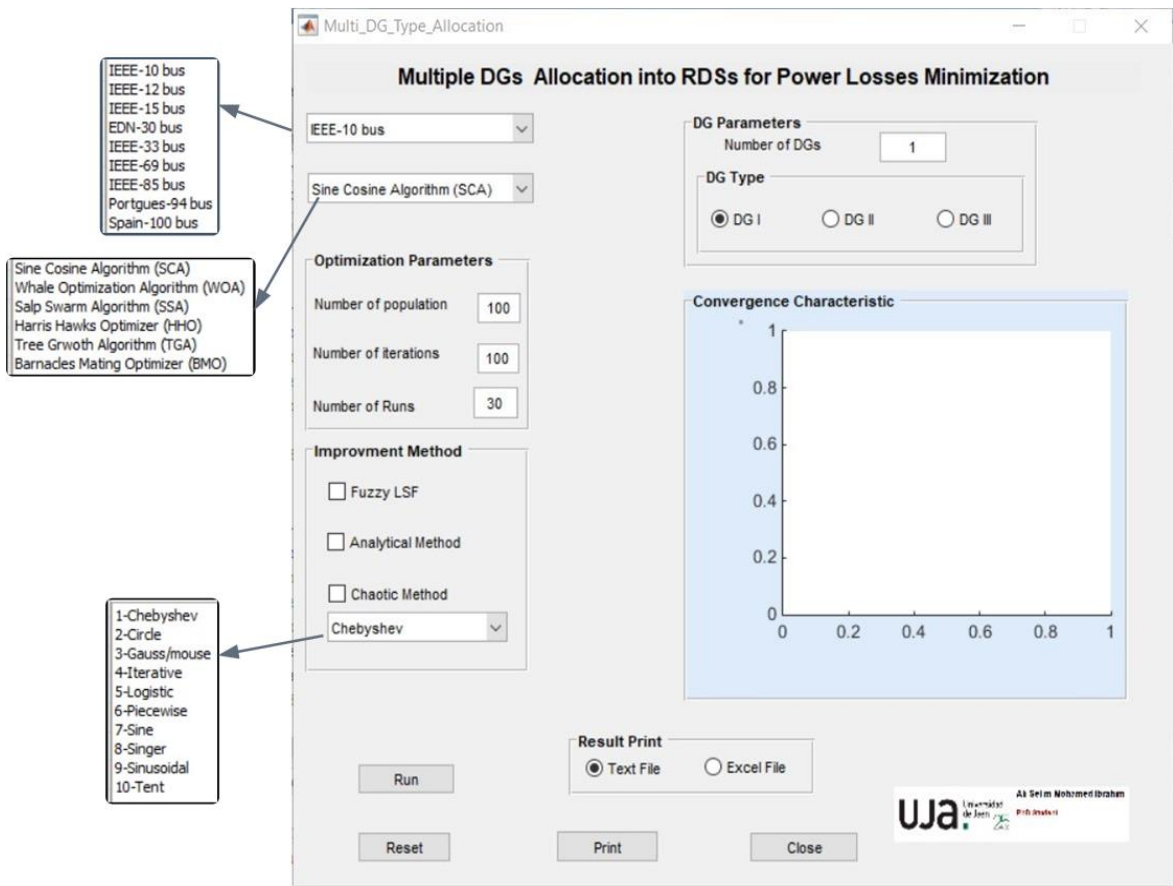 Multi_DG_Type_Allocation
Multiple DGs Allocation into RDSs for Power Losses Minimization
IEEE-10 bus
IEEE-12 bus
IEEE-15 bus
EDN-30 bus
IEEE-33 bus
IEEE-69 bus
IEEE-85 bus
Portgues-94 bus
Spain-100 bus
IEEE-10 bus
Sine Cosine Algorithm (SCA)
Sine Cosine Algorithm (SCA)
Whale Optimization Algorithm (WOA)
Salp Swarm Algorithm (SSA)
Harris Hawks Optimizer (HHO)
Tree Grwoth Algorithm (TGA)
Barnacles Mating Optimizer (BMO)
DG Parameters
Number of DGs 1
DG Type
DG I DG II DG III
Optimization Parameters
Number of population 100
Number of iterations 100
Number of Runs 30
Improvment Method
Fuzzy LSF
Analytical Method
Chaotic Method
Chebyshev
1-Chebyshev
2-Circle
3-Gauss/mouse
4-Iterative
5-Logistic
6-Piecewise
7-Sine
8-Singer
9-Sinusoidal
10-Tent
Convergence Characteristic
1
0.8
0.6
0.4
0.2
0
0 0.2 0.4 0.6 0.8 1
Result Print
Text File Excel File
Run
Reset Print Close
UJa. Universidad
de Jaén
Ali Selim Mohamed Ibrahim
PhD Student